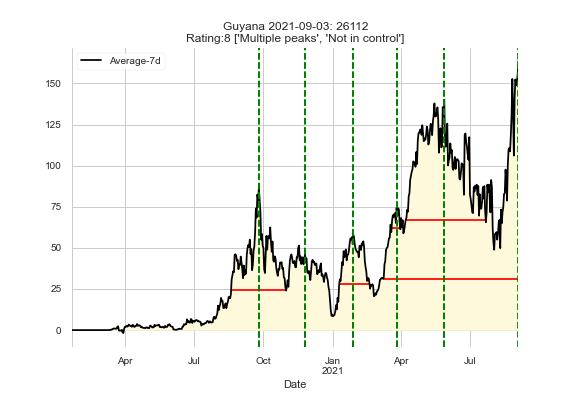 Guyana 2021-09-03: 26112
Rating:8 ['Multiple peaks', 'Not in control']
Average-7d
150
125
100
75
50
25
0
Apr
Jul
Oct
Jan
2021
Apr
Jul
Date